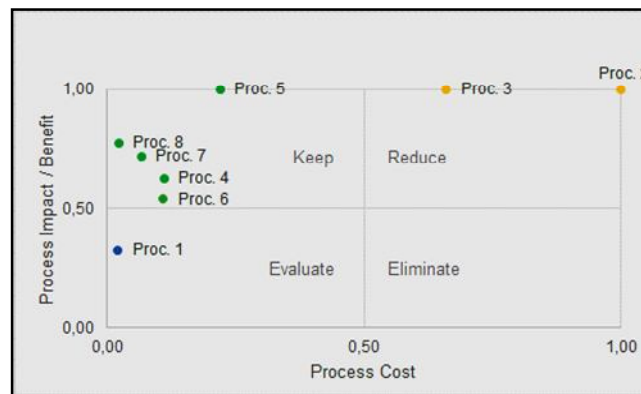 Proc.
1,00
Proc. 5
Proc. 3
Proc. 8
Proc. 7
Keep
Reduce
Proc. 4
Proc. 6
0,50
Proc. 1
Evaluate
Eliminate
0,00
0,00
0,50
1,00
Process Cost
Process Impact / Benefit